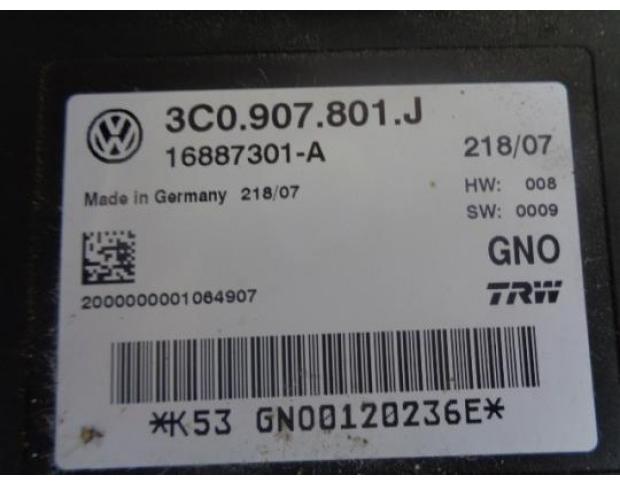 3C0.907.801.J
16887301-A
218/07
Made in Germany 218/07
HW: 008
SW: 0009
GNO
2000000001064907
TRW
*K53 GNO0120236E*